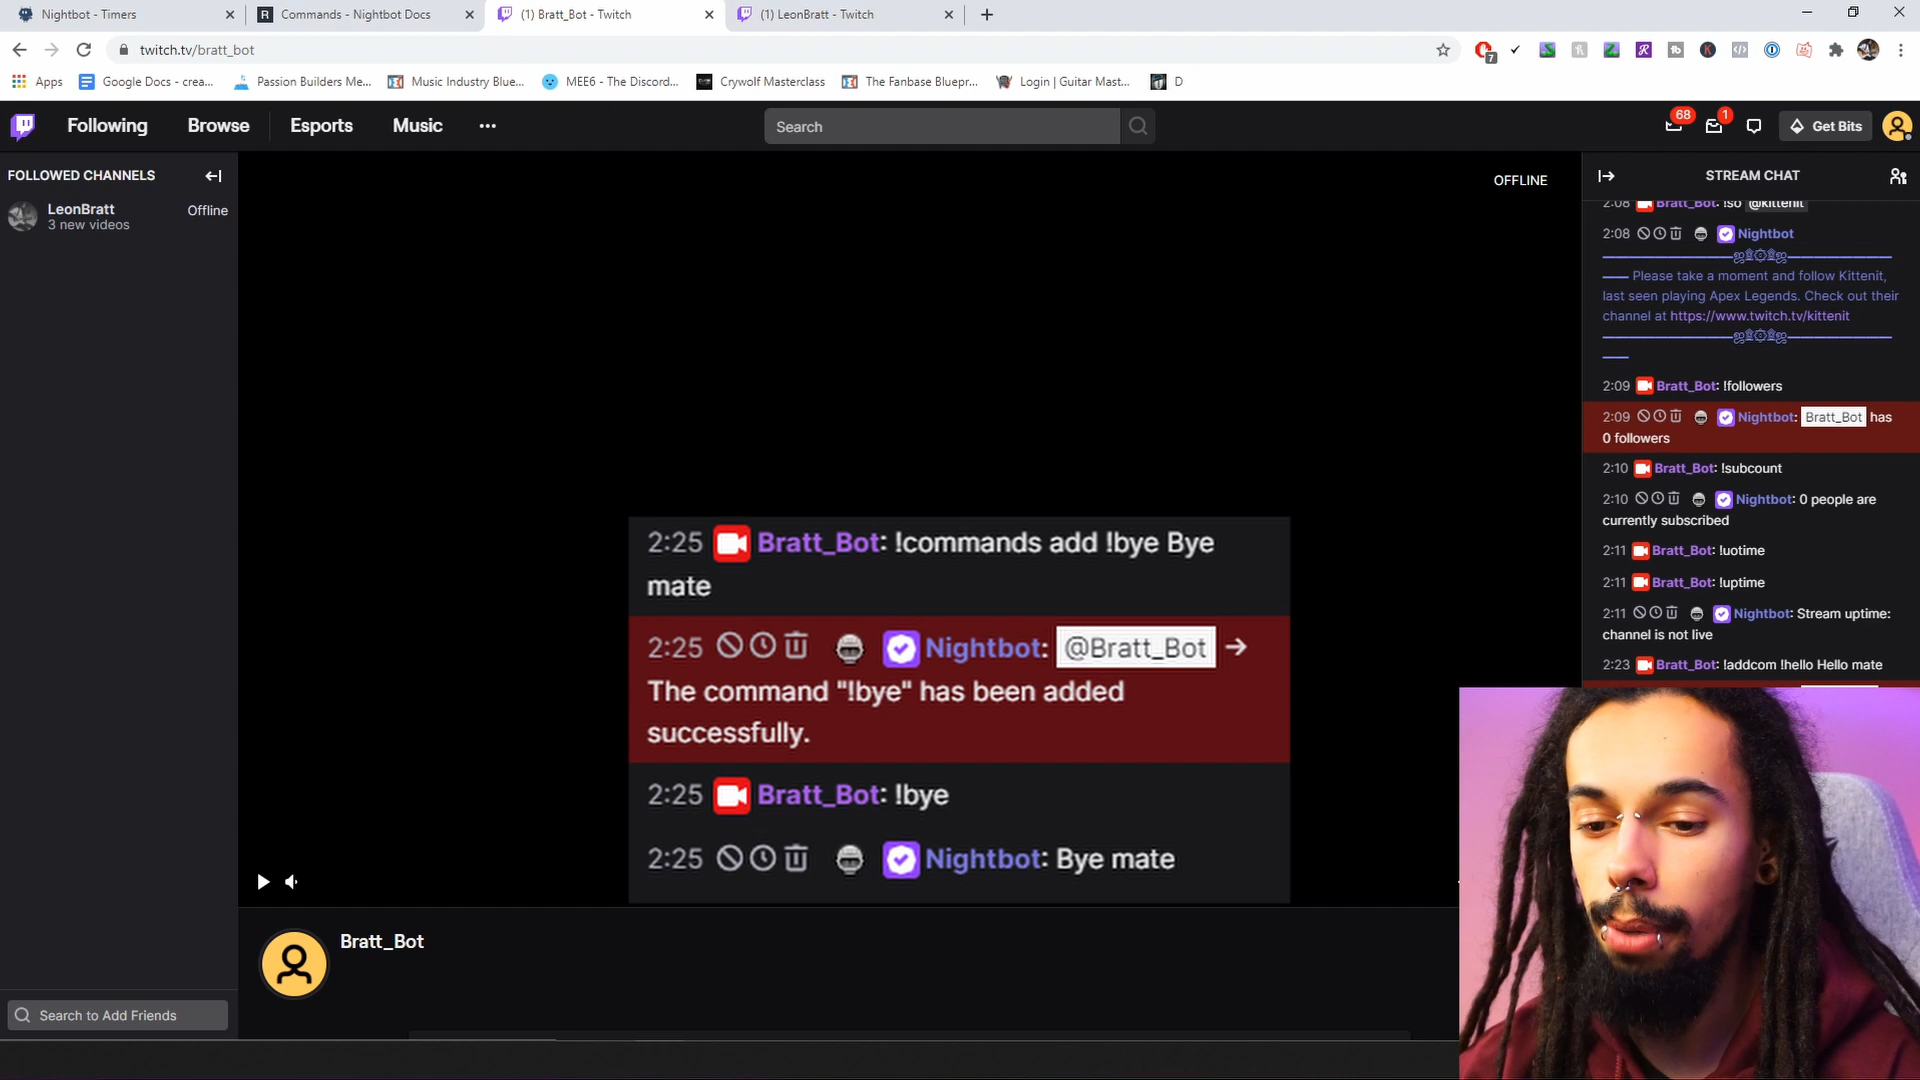 Nightbot - Timers
Commands - Nightbot Docs
(1) Bratt_Bot - Twitch
(1) LeonBratt - Twitch
twitch.tv/bratt_bot
7
Apps
Google Docs - crea...
Passion Builders Me...
Music Industry Blue...
MEE6 - The Discord...
Crywolf Masterclass
The Fanbase Bluepr...
Login | Guitar Mast...
D
Following
Browse
Esports
Music
Search
68
1
Get Bits
FOLLOWED CHANNELS
LeonBratt
Offline
3 new videos
OFFLINE
2:25 Bratt_Bot: !commands add !bye Bye
mate
2:25 Nightbot: @Bratt_Bot →
The command "!bye" has been added
successfully.
2:25 Bratt_Bot: !bye
2:25 Nightbot: Bye mate
Bratt_Bot
Search to Add Friends
STREAM CHAT
2:08 Bratt_Bot: !so @kittenit
2:08 Nightbot
Please take a moment and follow Kittenit,
last seen playing Apex Legends. Check out their
channel at https://www.twitch.tv/kittenit
2:09 Bratt_Bot: !followers
2:09 Nightbot: Bratt_Bot has
0 followers
2:10 Bratt_Bot: !subcount
2:10 Nightbot: 0 people are
currently subscribed
2:11 Bratt_Bot: !uotime
2:11 Bratt_Bot: !uptime
2:11 Nightbot: Stream uptime:
channel is not live
2:23 Bratt_Bot: !addcom !hello Hello mate